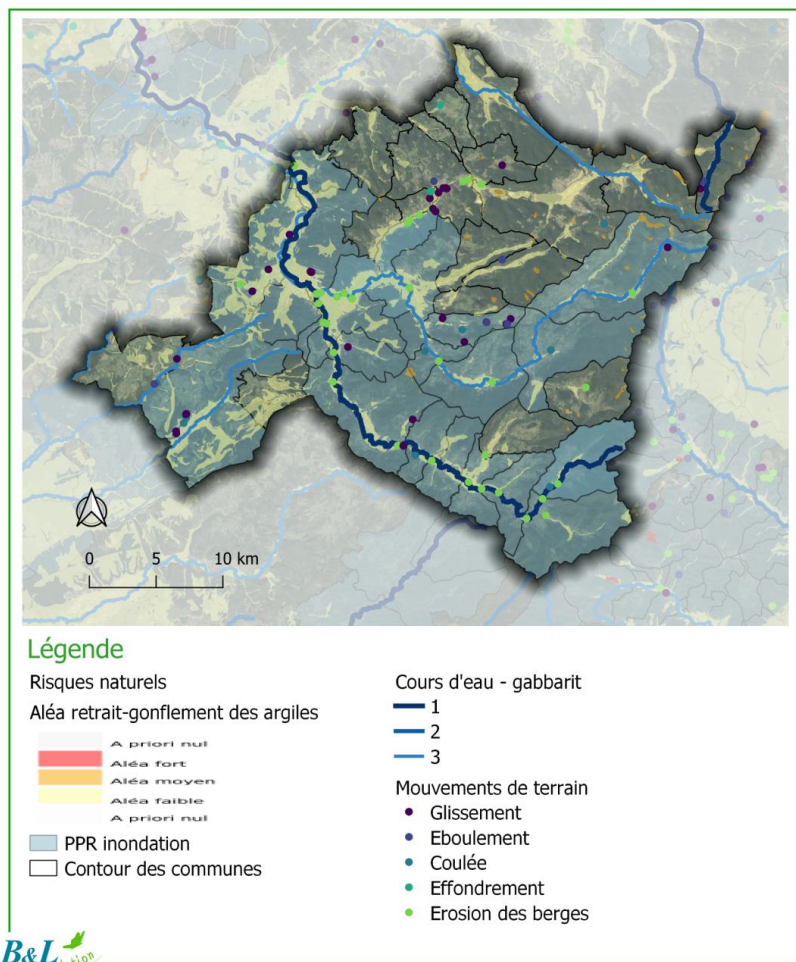 0 5 10 km
Légende
Risques naturels
Aléa retrait-gonflement des argiles
A priori nul
Aléa fort
Aléa moyen
Aléa faible
A priori nul
PPR inondation
Contour des communes
Cours d'eau - gabbarit
1
2
3
Mouvements de terrain
Glissement
Eboulement
Coulée
Effondrement
Erosion des berges
B&L